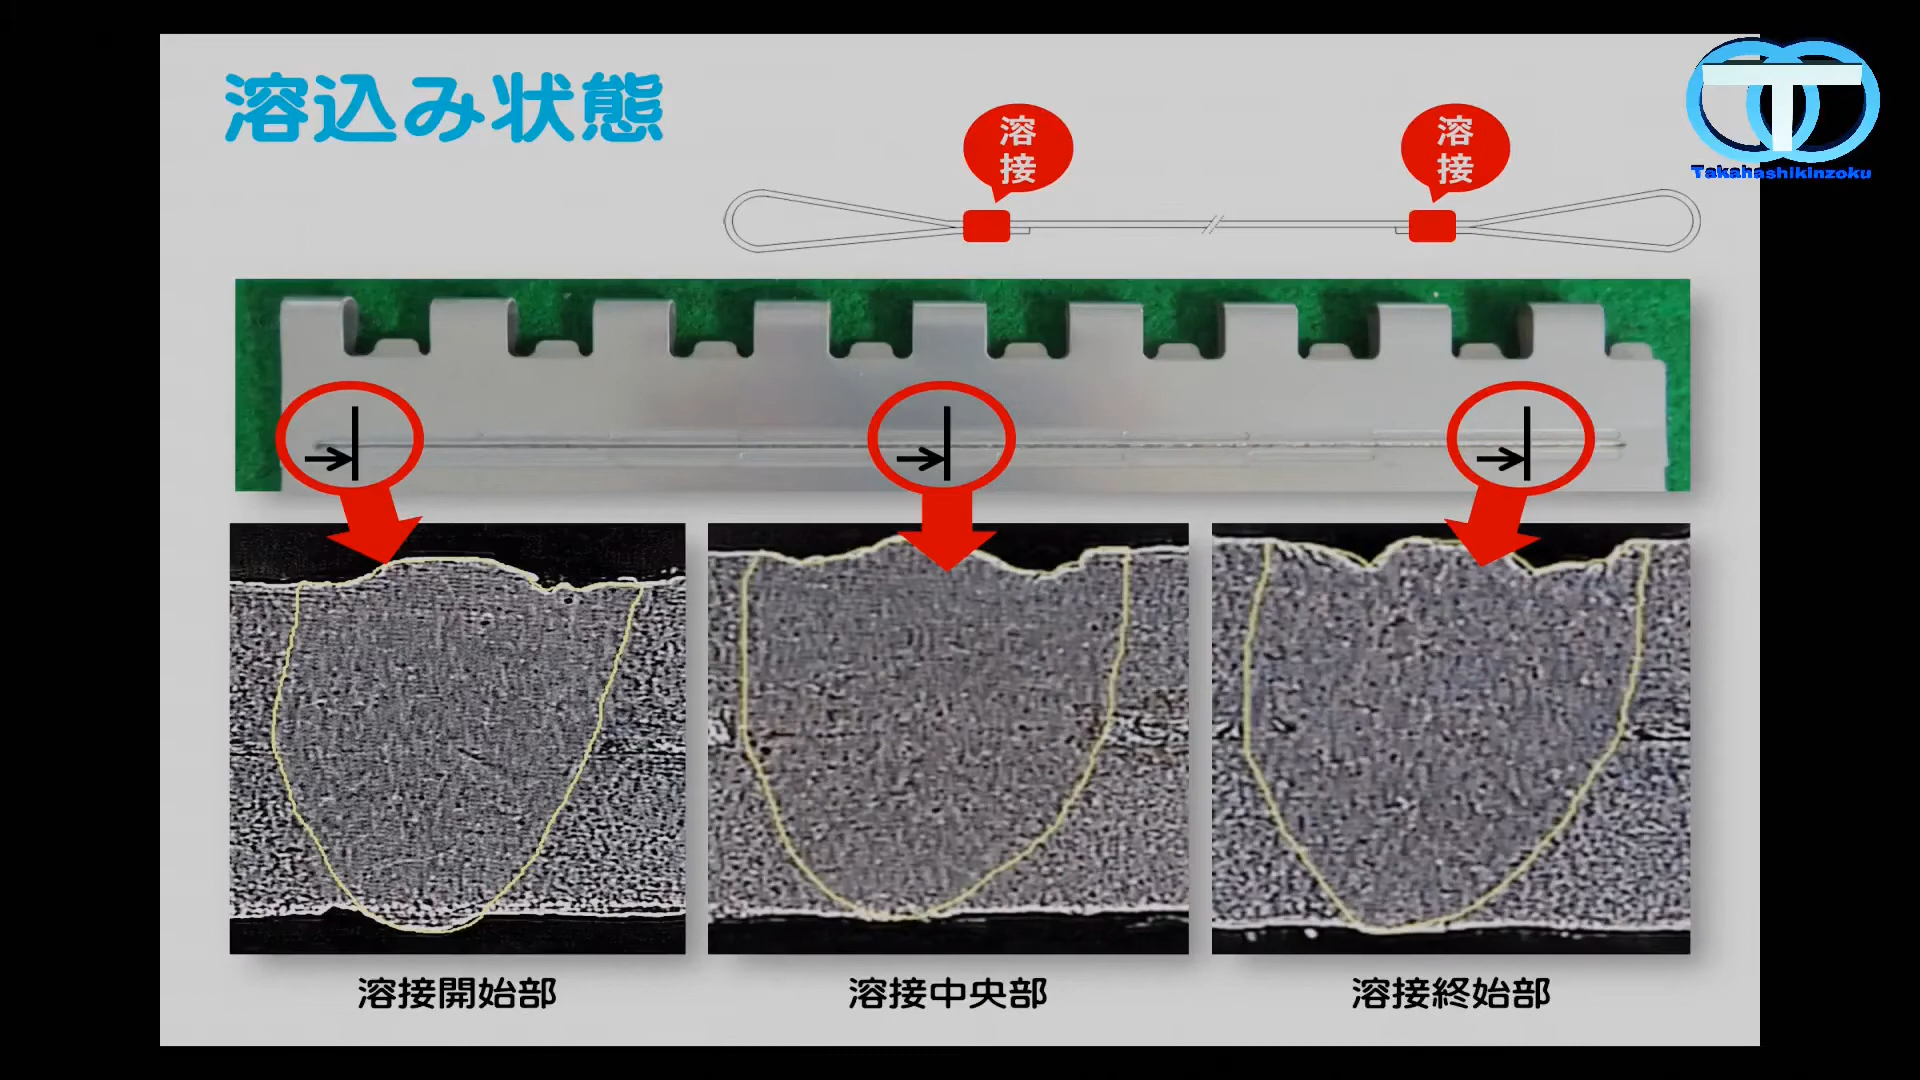 溶込み状態
溶
接
溶
接
Takahashikinzoku
溶接開始部
溶接中央部
溶接終始部